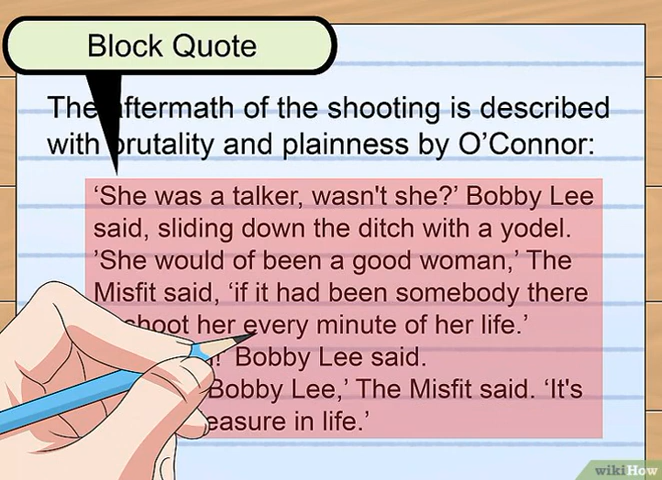 Block Quote
The aftermath of the shooting is described
with brutality and plainness by O’Connor:
‘She was a talker, wasn't she?’ Bobby Lee
said, sliding down the ditch with a yodel.
’She would of been a good woman,’ The
Misfit said, ‘if it had been somebody there
shoot her every minute of her life.’
Bobby Lee said.
Bobby Lee,’ The Misfit said. ‘It's
in life.’
wikiHow